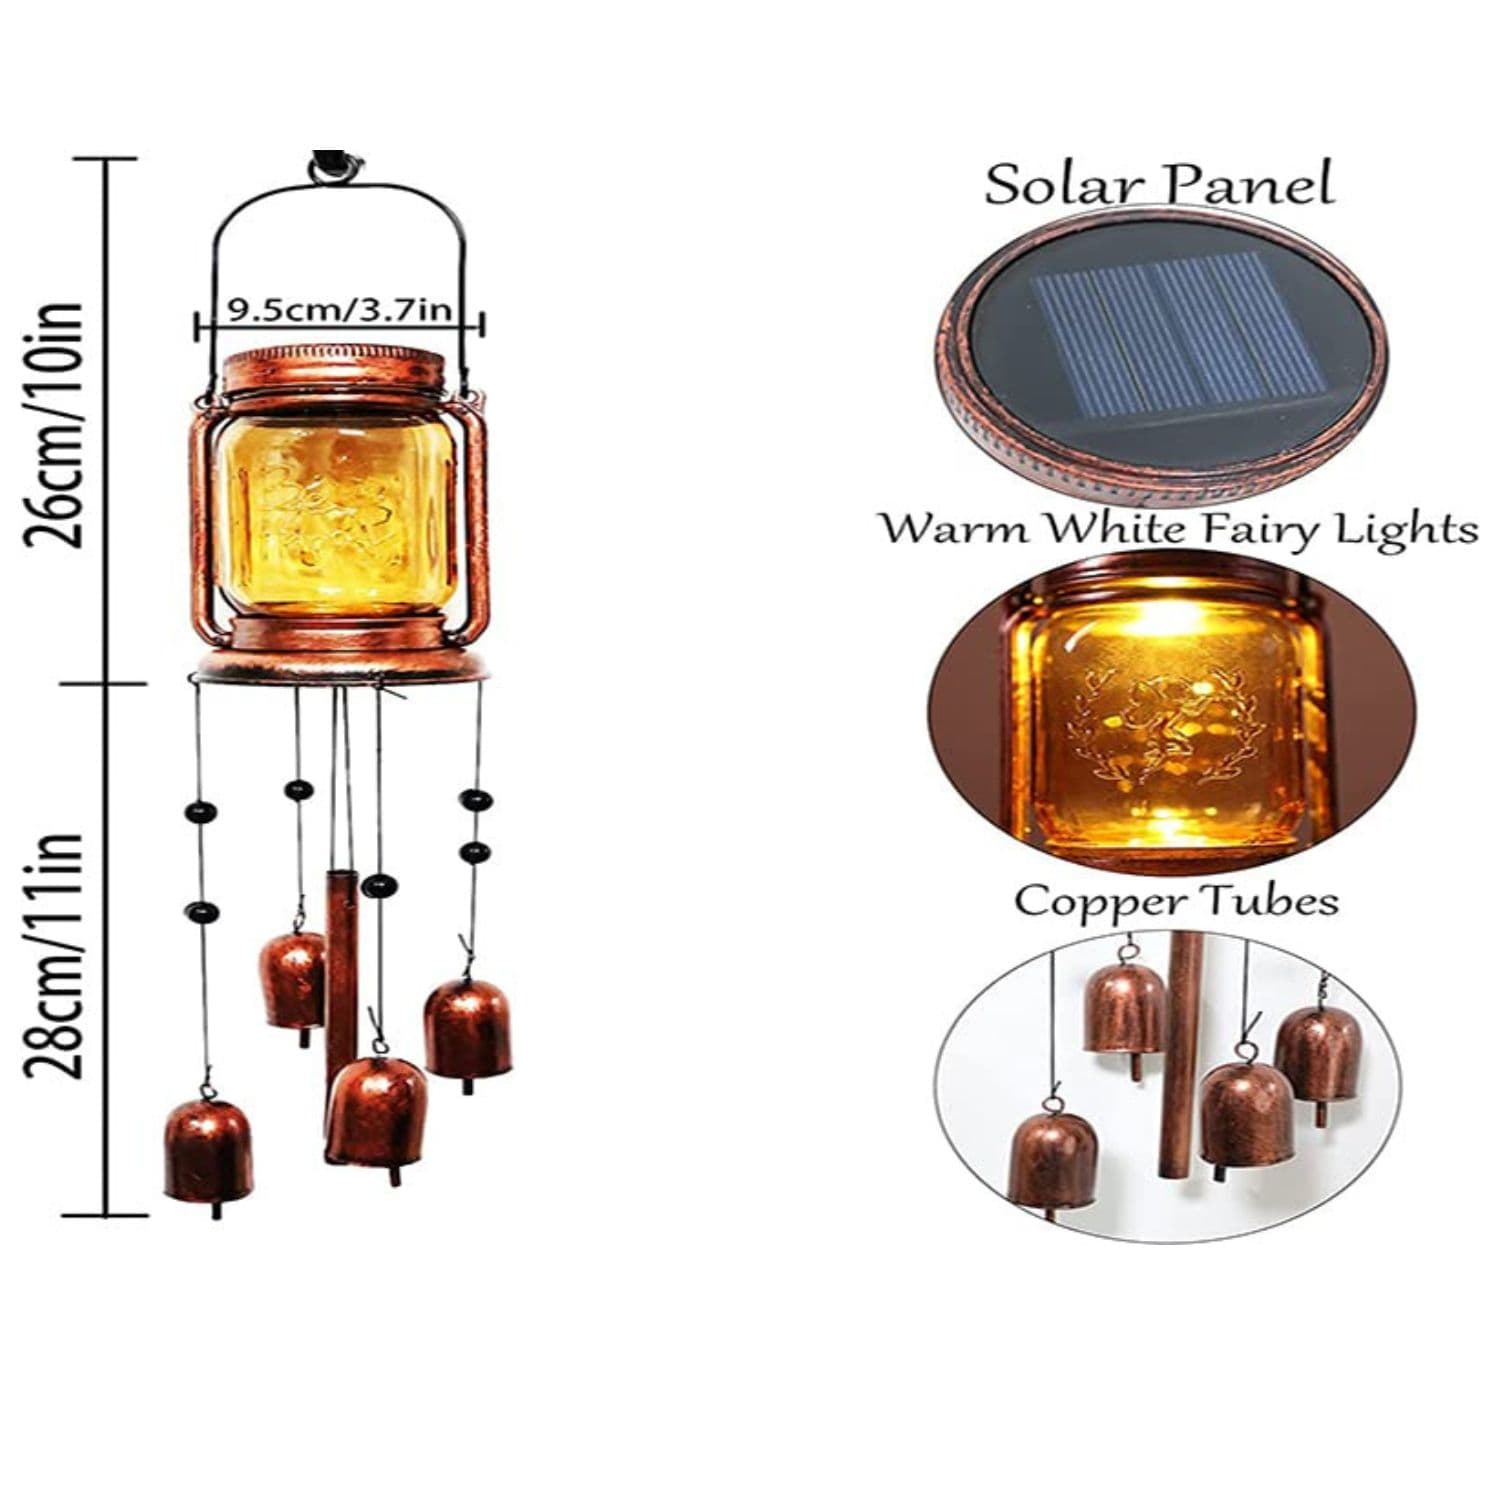 26cm/10in
9.5cm/3.7in
28cm/11in
Solar Panel
Warm White Fairy Lights
Copper Tubes